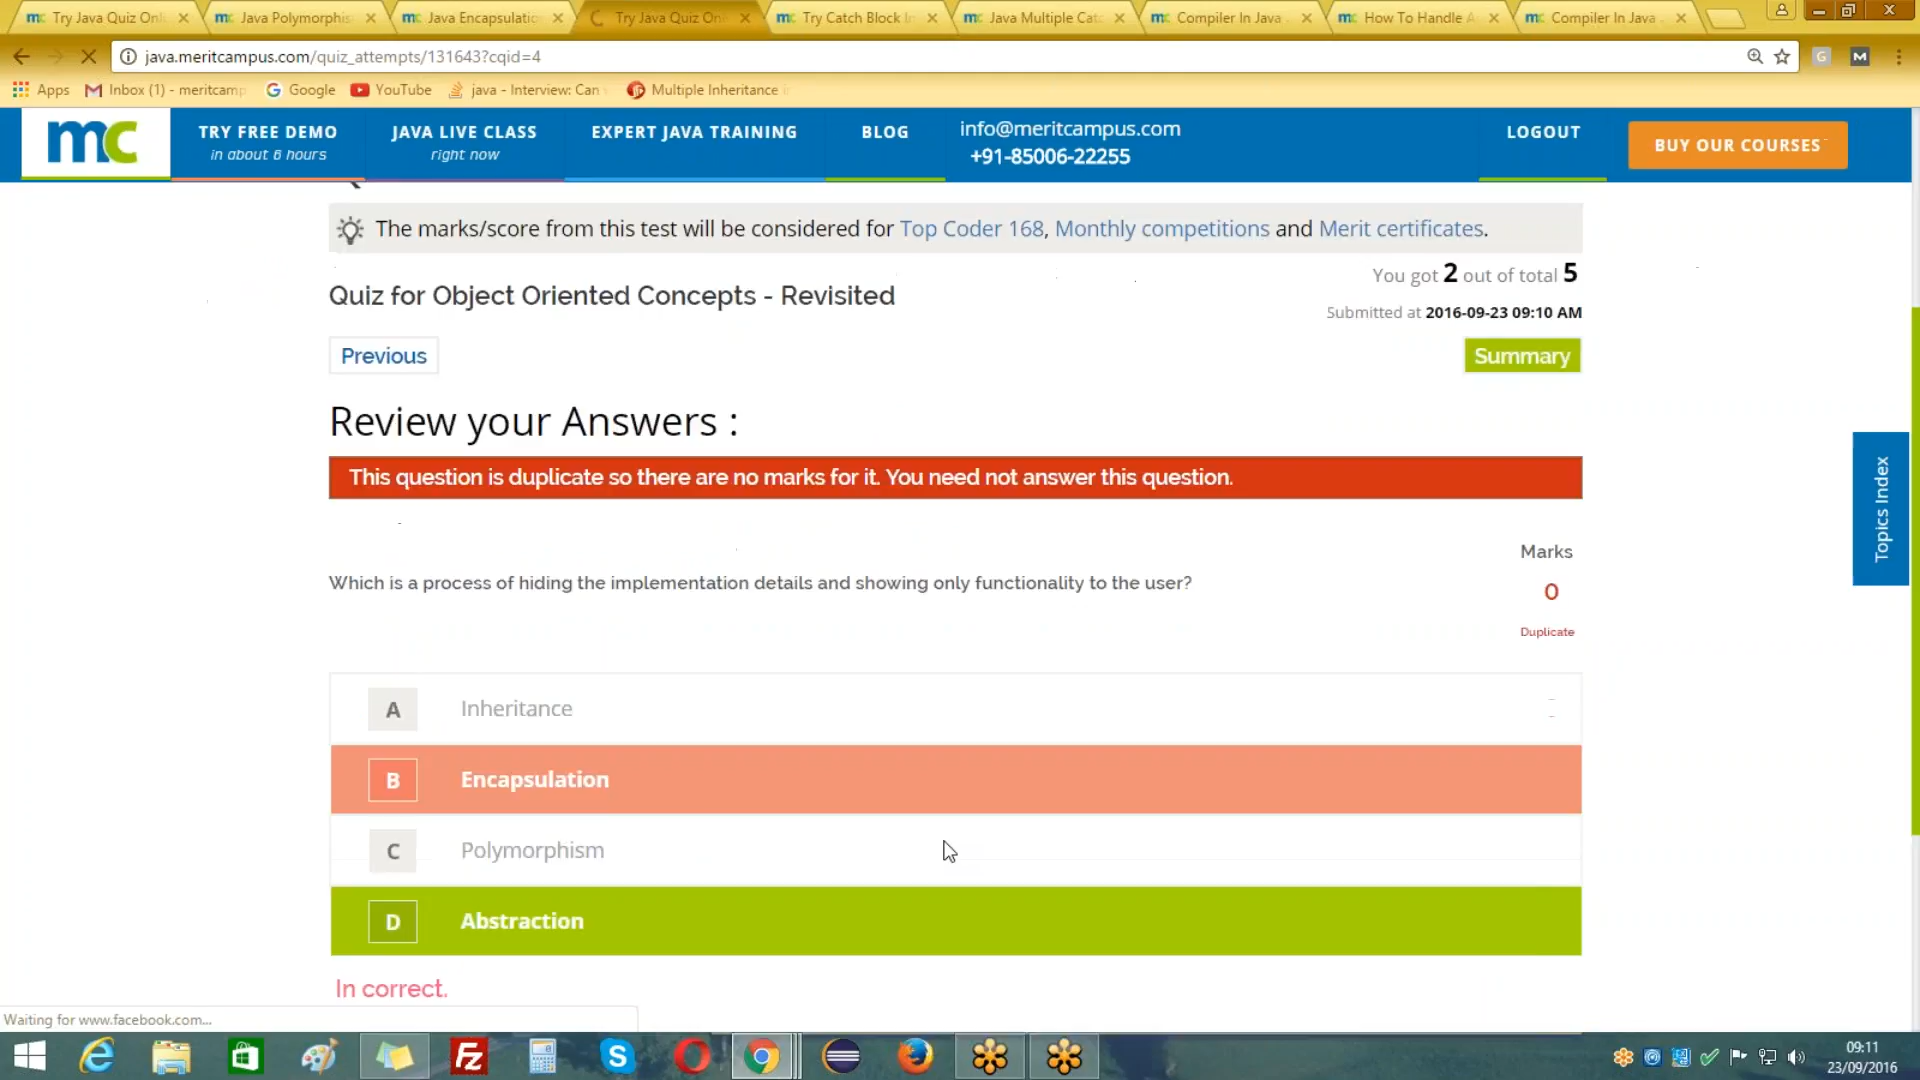 Try Java Quiz Onl
Java Polymorphis
Java Encapsulatio
Try Java Quiz On
Try Catch Block I
Java Multiple Cat
Compiler In Java
How To Handle A
Compiler In Java
java.meritcampus.com/quiz_attempts/131643?cqid=4
G
M
Apps
Inbox (1) - meritcamp
Google
YouTube
java - Interview: Can
Multiple Inheritance i
mc
TRY FREE DEMO
in about 6 hours
JAVA LIVE CLASS
right now
EXPERT JAVA TRAINING
BLOG
info@meritcampus.com
+91-85006-22255
LOGOUT
BUY OUR COURSES
The marks/score from this test will be considered for Top Coder 168, Monthly competitions and Merit certificates.
You got 2 out of total 5
Quiz for Object Oriented Concepts - Revisited
Submitted at 2016-09-23 09:10 AM
Previous
Summary
Review your Answers :
This question is duplicate so there are no marks for it. You need not answer this question.
Topics Index
Marks
Which is a process of hiding the implementation details and showing only functionality to the user?
0
Duplicate
A Inheritance
B Encapsulation
C Polymorphism
D Abstraction
In correct.
Waiting for www.facebook.com...
09:11
23/09/2016